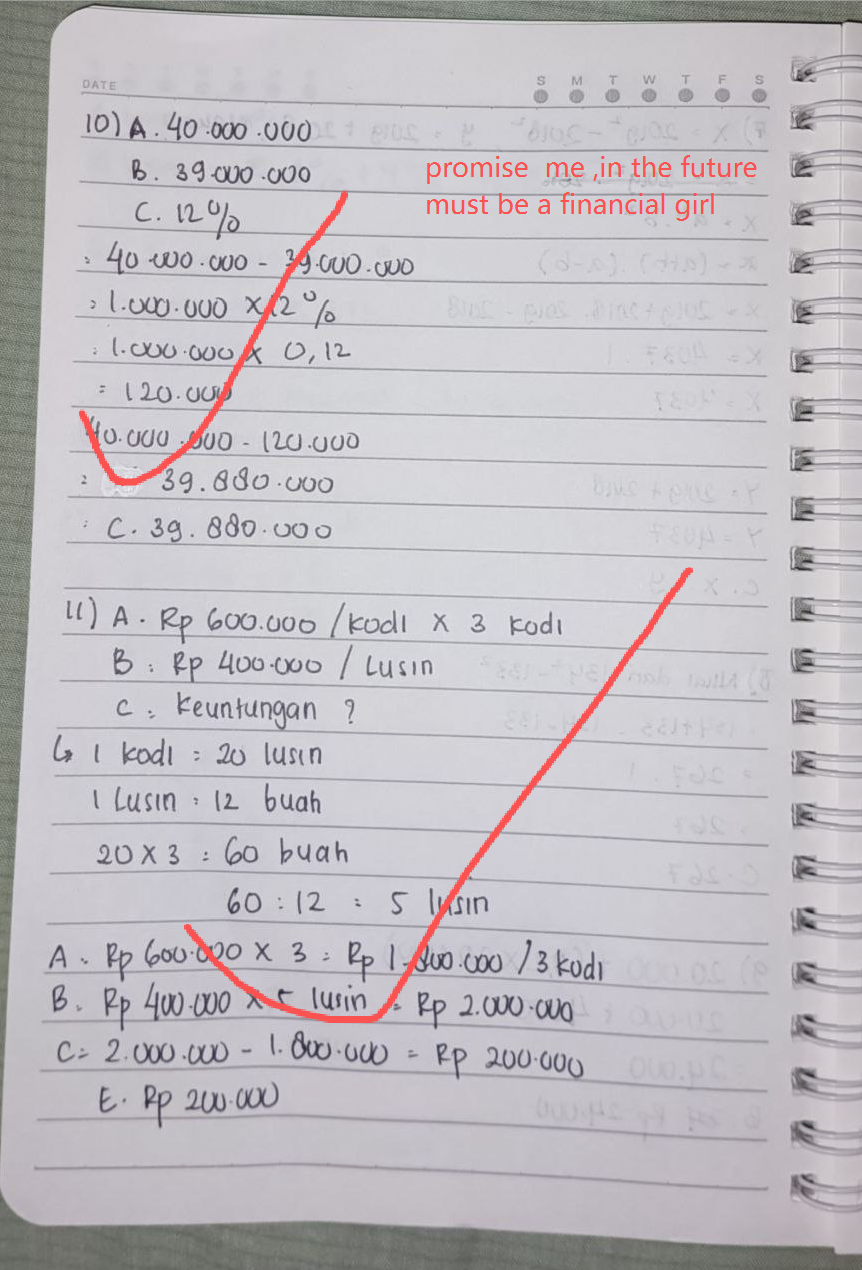 DATE
S M T W T F S
10) A. 40.000.000
promise me ,in the future
must be a financial girl
B. 39.000.000
C. 12%
: 40.000.000 - 39.000.000
: 1.000.000 X 12%
: 1.000.000 X 0,12
= 120.000
40.000.000 - 120.000
: 39.880.000
: C. 39.880.000
11) A. Rp 600.000 /kodi X 3 kodi
B : Rp 400.000 / Lusin
C : Keuntungan ?
↳ 1 kodi = 20 lusin
1 Lusin : 12 buah
20 X 3 : 60 buah
60 : 12 : 5 lusin
A . Rp 600.000 X 3 : Rp 1.800.000 /3 kodi
B. Rp 400.000 X 5 lusin = Rp 2.000.000
C = 2.000.000 - 1.800.000 = Rp 200.000
E. Rp 200.000